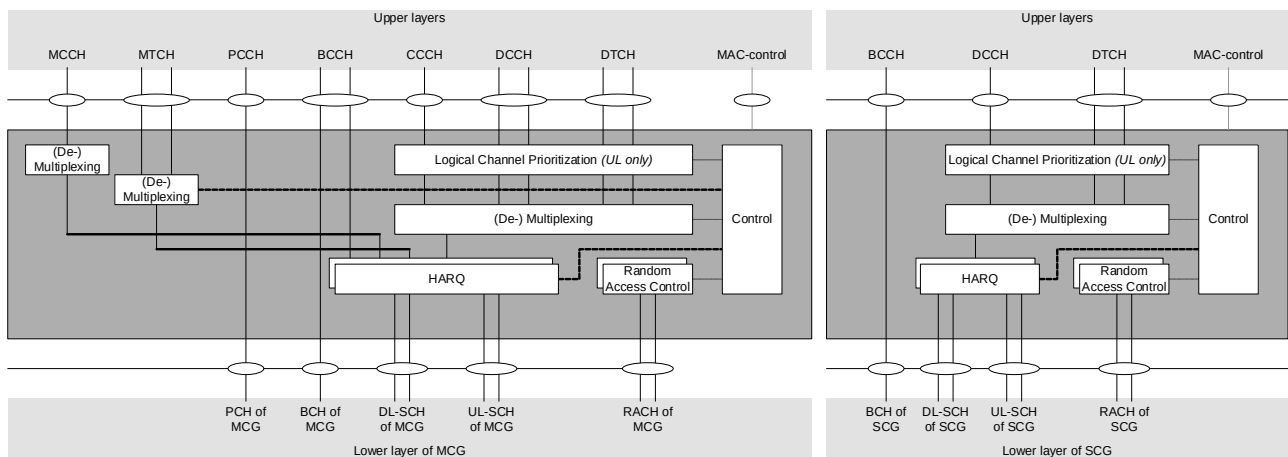 Upper layers
MCCH MTCH PCCH BCCH CCCH DCCH DTCH MAC-control
(De-)
Multiplexing
(De-)
Multiplexing
Logical Channel Prioritization (UL only)
(De-) Multiplexing
Control
HARQ
Random
Access Control
PCH of
MCG
BCH of
MCG
DL-SCH
of MCG
UL-SCH
of MCG
RACH of
MCG
Lower layer of MCG
Upper layers
BCCH DCCH DTCH MAC-control
Logical Channel Prioritization (UL only)
(De-) Multiplexing
Control
HARQ
Random
Access Control
BCH of
SCG
DL-SCH
of SCG
UL-SCH
of SCG
RACH of
SCG
Lower layer of SCG